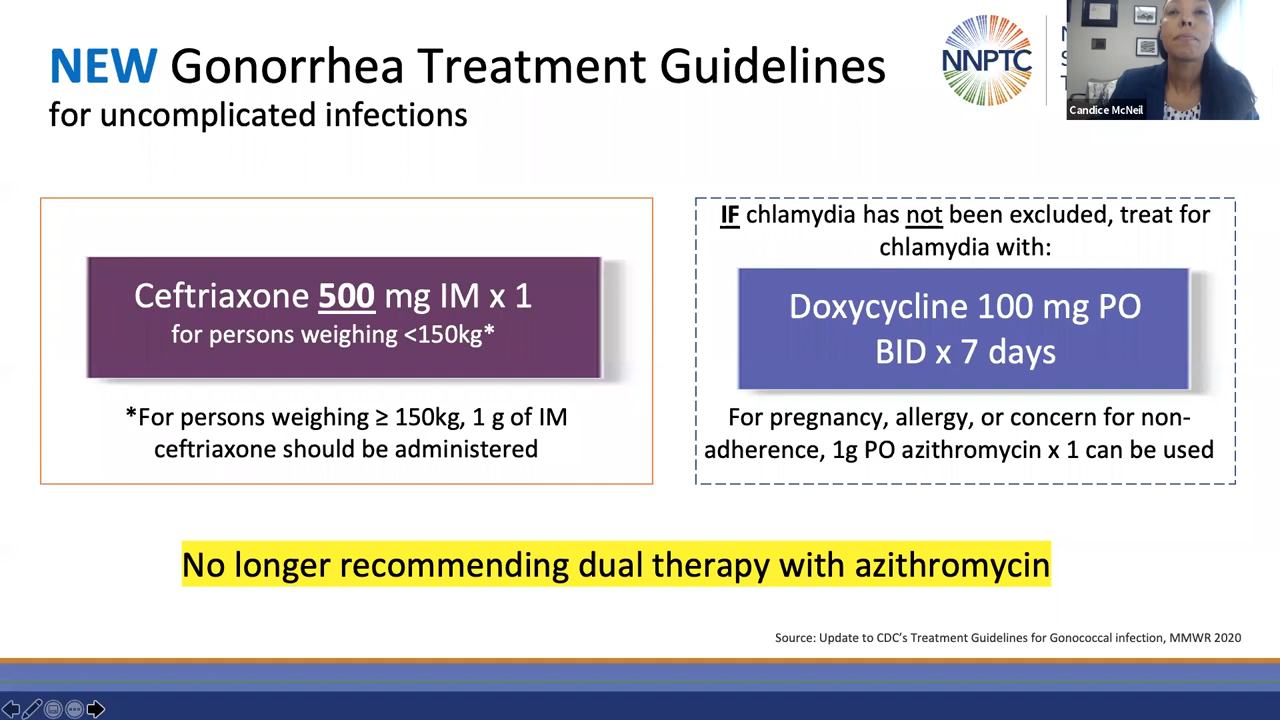 NEW Gonorrhea Treatment Guidelines
for uncomplicated infections
NNPTC
N
S
T
Candice McNeil
Ceftriaxone 500 mg IM x 1
for persons weighing <150kg*
*For persons weighing ≥ 150kg, 1 g of IM
ceftriaxone should be administered
IF chlamydia has not been excluded, treat for
chlamydia with:
Doxycycline 100 mg PO
BID x 7 days
For pregnancy, allergy, or concern for non-
adherence, 1g PO azithromycin x 1 can be used
No longer recommending dual therapy with azithromycin
Source: Update to CDC's Treatment Guidelines for Gonococcal infection, MMWR 2020